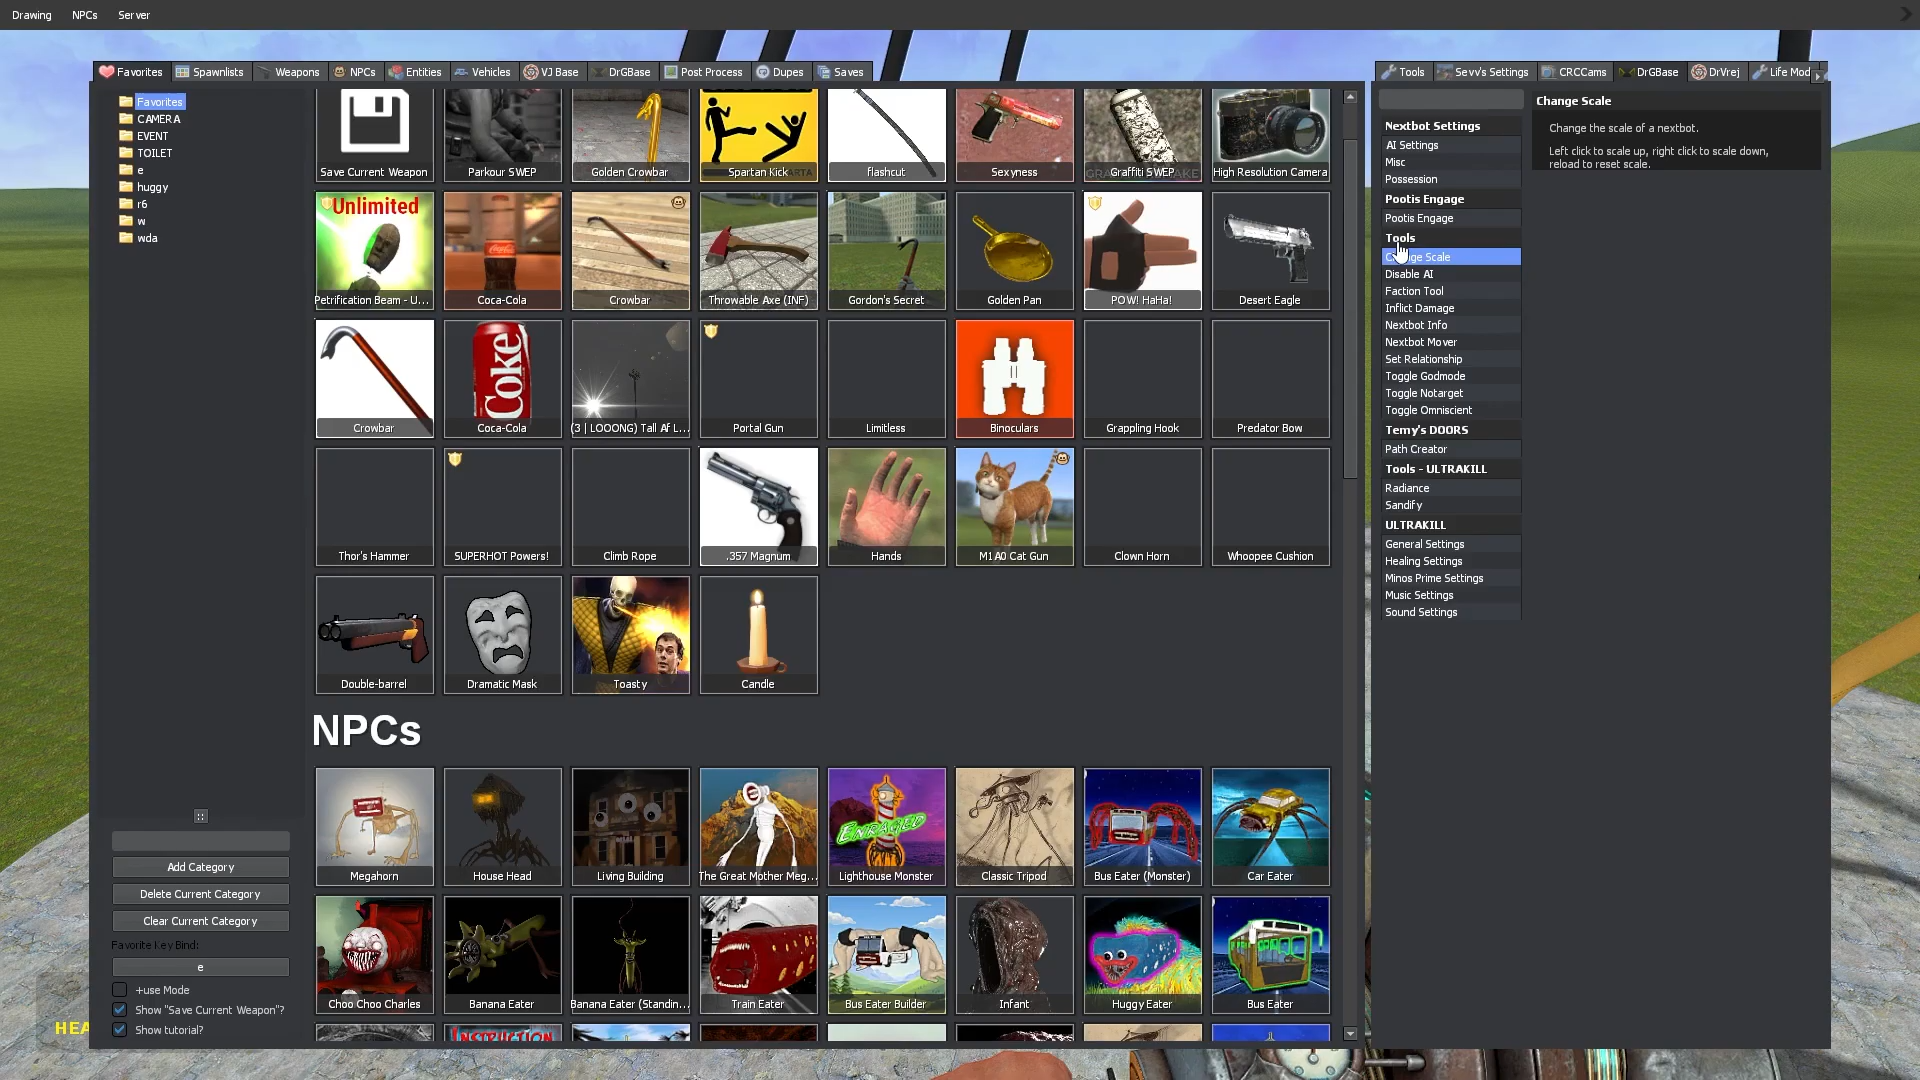 Drawing NPCs Server
Favorites Spawnlists Weapons NPCs Entities Vehicles VJ Base DrGBase Post Process Dupes Saves
Tools Sevv's Settings CRCCams DrGBase DrVrej Life Mod
Favorites
CAMERA
EVENT
TOILET
e
huggy
r6
w
wda
Save Current Weapon
Parkour SWEP
Golden Crowbar
Spartan Kick
flashcut
Sexyness
Graffiti SWEP
High Resolution Camera
Unlimited
Petrification Beam - U...
Coca-Cola
Crowbar
Throwable Axe (INF)
Gordon's Secret
Golden Pan
POW! HaHa!
Desert Eagle
Crowbar
Coke
Coca-Cola
(3 | LOOONG) Tall Af L...
Portal Gun
Limitless
Binoculars
Grappling Hook
Predator Bow
Thor's Hammer
SUPERHOT Powers!
Climb Rope
.357 Magnum
Hands
M1A0 Cat Gun
Clown Horn
Whoopee Cushion
Double-barrel
Dramatic Mask
Toasty
Candle
NPCs
Megahorn
House Head
Living Building
The Great Mother Meg...
ENRAGED
Lighthouse Monster
Classic Tripod
Bus Eater (Monster)
Car Eater
Choo Choo Charles
Banana Eater
Banana Eater (Standin...
Train Eater
Bus Eater Builder
Infant
Huggy Eater
Bus Eater
INSTRUCTION
Add Category
Delete Current Category
Clear Current Category
Favorite Key Bind:
e
+use Mode
Show "Save Current Weapon"?
Show tutorial?
HEA
Nextbot Settings
AI Settings
Misc
Possession
Pootis Engage
Pootis Engage
Tools
Change Scale
Disable AI
Faction Tool
Inflict Damage
Nextbot Info
Nextbot Mover
Set Relationship
Toggle Godmode
Toggle Notarget
Toggle Omniscient
Temy's DOORS
Path Creator
Tools - ULTRAKILL
Radiance
Sandify
ULTRAKILL
General Settings
Healing Settings
Minos Prime Settings
Music Settings
Sound Settings
Change Scale
Change the scale of a nextbot.
Left click to scale up, right click to scale down,
reload to reset scale.